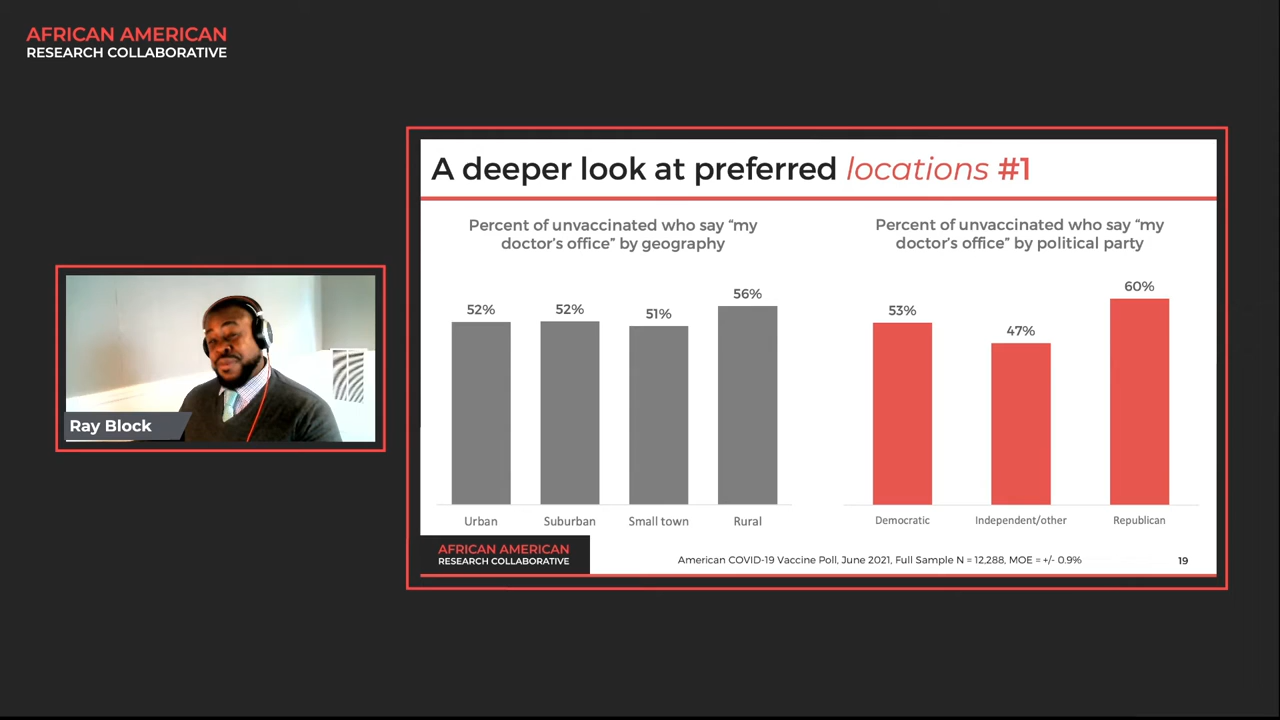 AFRICAN AMERICAN
RESEARCH COLLABORATIVE
Ray Block
A deeper look at preferred locations #1
Percent of unvaccinated who say “my
doctor’s office” by geography
52%
52%
51%
56%
Urban
Suburban
Small town
Rural
Percent of unvaccinated who say “my
doctor’s office” by political party
53%
47%
60%
Democratic
Independent/other
Republican
AFRICAN AMERICAN
RESEARCH COLLABORATIVE
American COVID-19 Vaccine Poll, June 2021, Full Sample N = 12,288, MOE = +/- 0.9%
19